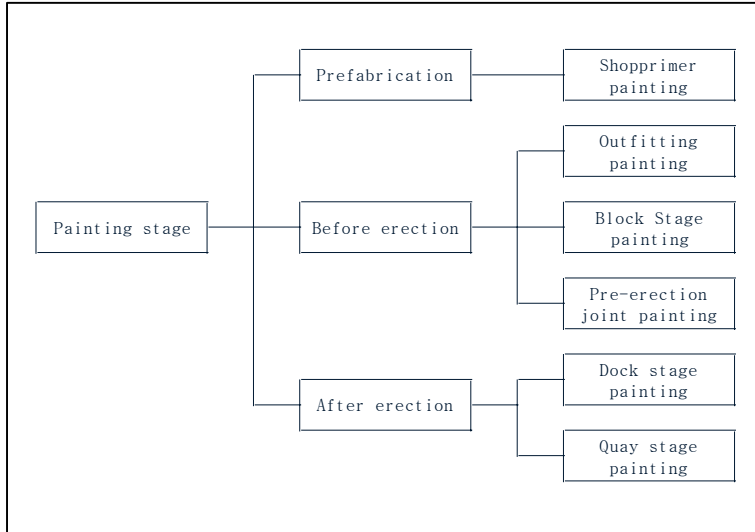 Painting stage
Prefabrication
Shopprimer
painting
Before erection
Outfitting
painting
Block Stage
painting
Pre-erection
joint painting
After erection
Dock stage
painting
Quay stage
painting